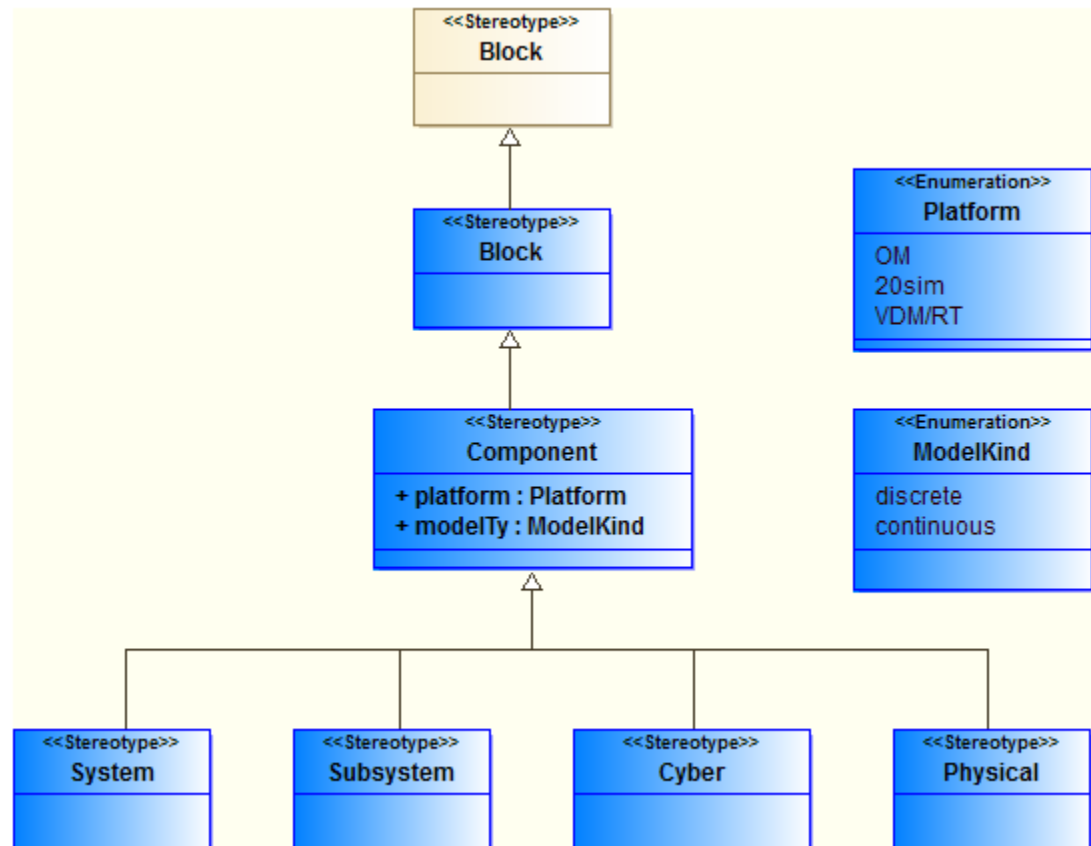 <<Stereotype>>
Block
<<Stereotype>>
Block
<<Enumeration>>
Platform
OM
20sim
VDM/RT
<<Stereotype>>
Component
+ platform : Platform
+ modelTy : ModelKind
<<Enumeration>>
ModelKind
discrete
continuous
<<Stereotype>>
System
<<Stereotype>>
Subsystem
<<Stereotype>>
Cyber
<<Stereotype>>
Physical